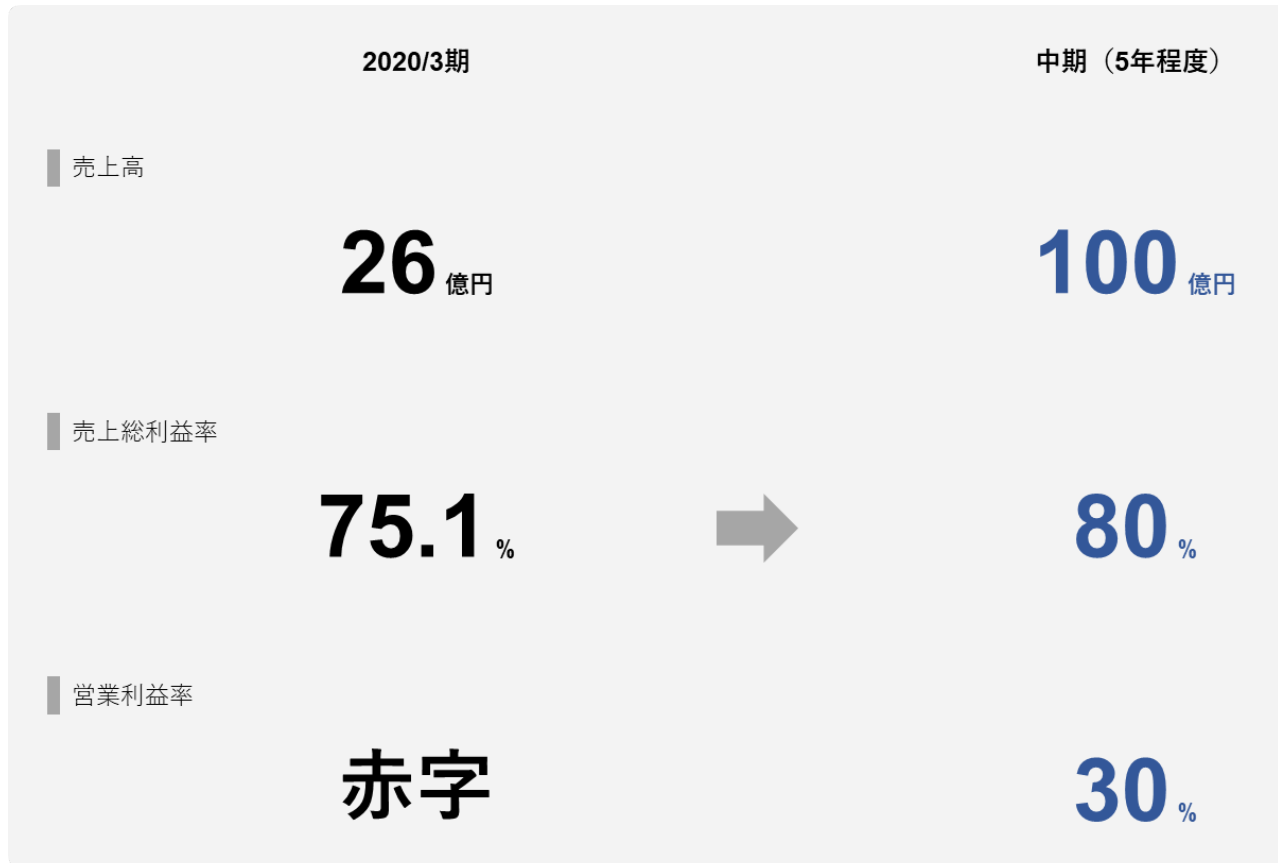 2020/3期
中期（5年程度）
売上高
26億円
100億円
売上総利益率
75.1%
80%
営業利益率
赤字
30%